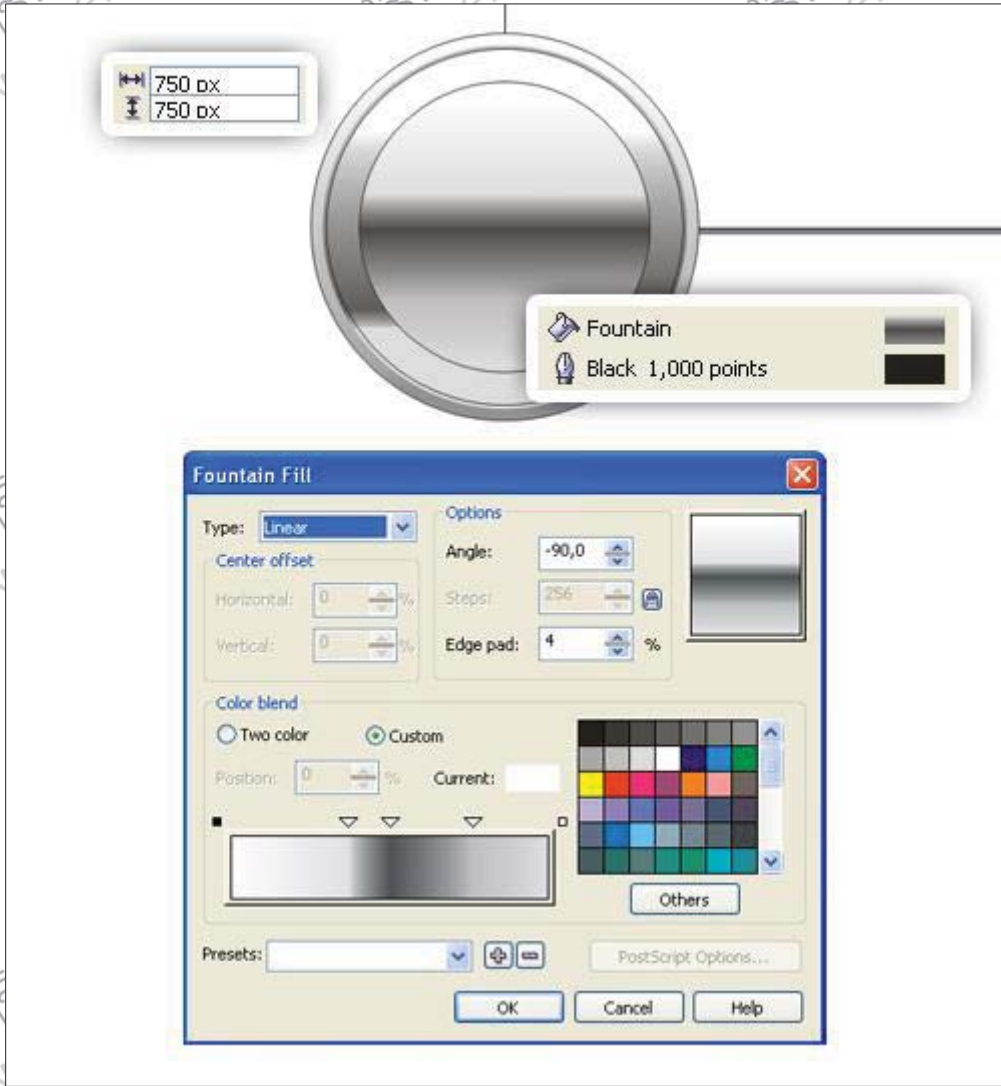 750 px
750 px
Fountain
Black 1,000 points
Fountain Fill
Type: Linear
Center offset
Horizontal: 0 %
Vertical: 0 %
Options
Angle: -90,0
Steps: 256
Edge pad: 4 %
Color blend
Two color Custom
Position: 0 % Current:
Others
Presets:
PostScript Options...
OK Cancel Help